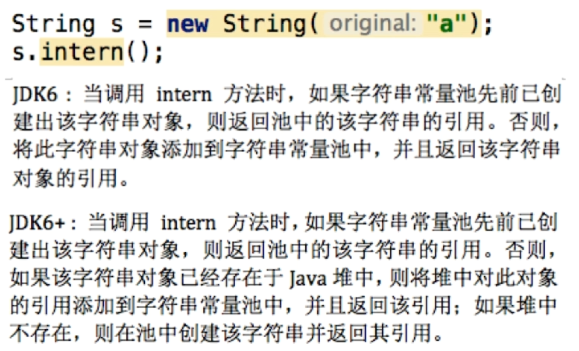 String s = new String( original: "a");
s.intern();
JDK6：当调用 intern 方法时，如果字符串常量池先前已创
建出该字符串对象，则返回池中的该字符串的引用。否则，
将此字符串对象添加到字符串常量池中，并且返回该字符串
对象的引用。
JDK6+：当调用 intern 方法时，如果字符串常量池先前已创
建出该字符串对象，则返回池中的该字符串的引用。否则，
如果该字符串对象已经存在于 Java 堆中，则将堆中对此对象
的引用添加到字符串常量池中，并且返回该引用；如果堆中
不存在，则在池中创建该字符串并返回其引用。